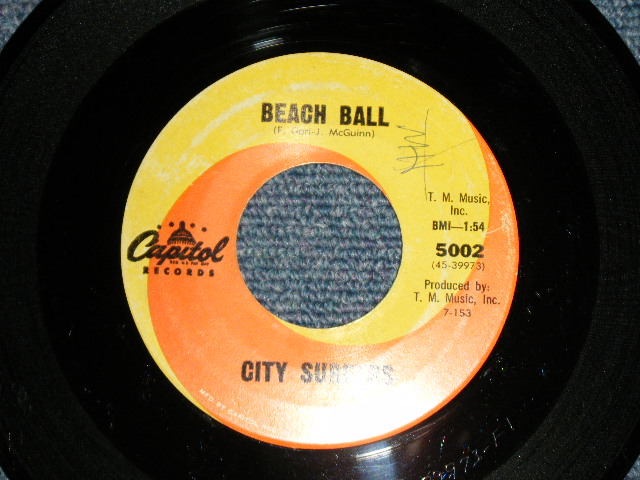 BEACH BALL
(F. Gari-J. McGuinn)
T. M. Music,
Inc.
BMI—1:54
5002
(45-39973)
Produced by:
T. M. Music, Inc.
7-153
Capitol
RECORDS
CITY